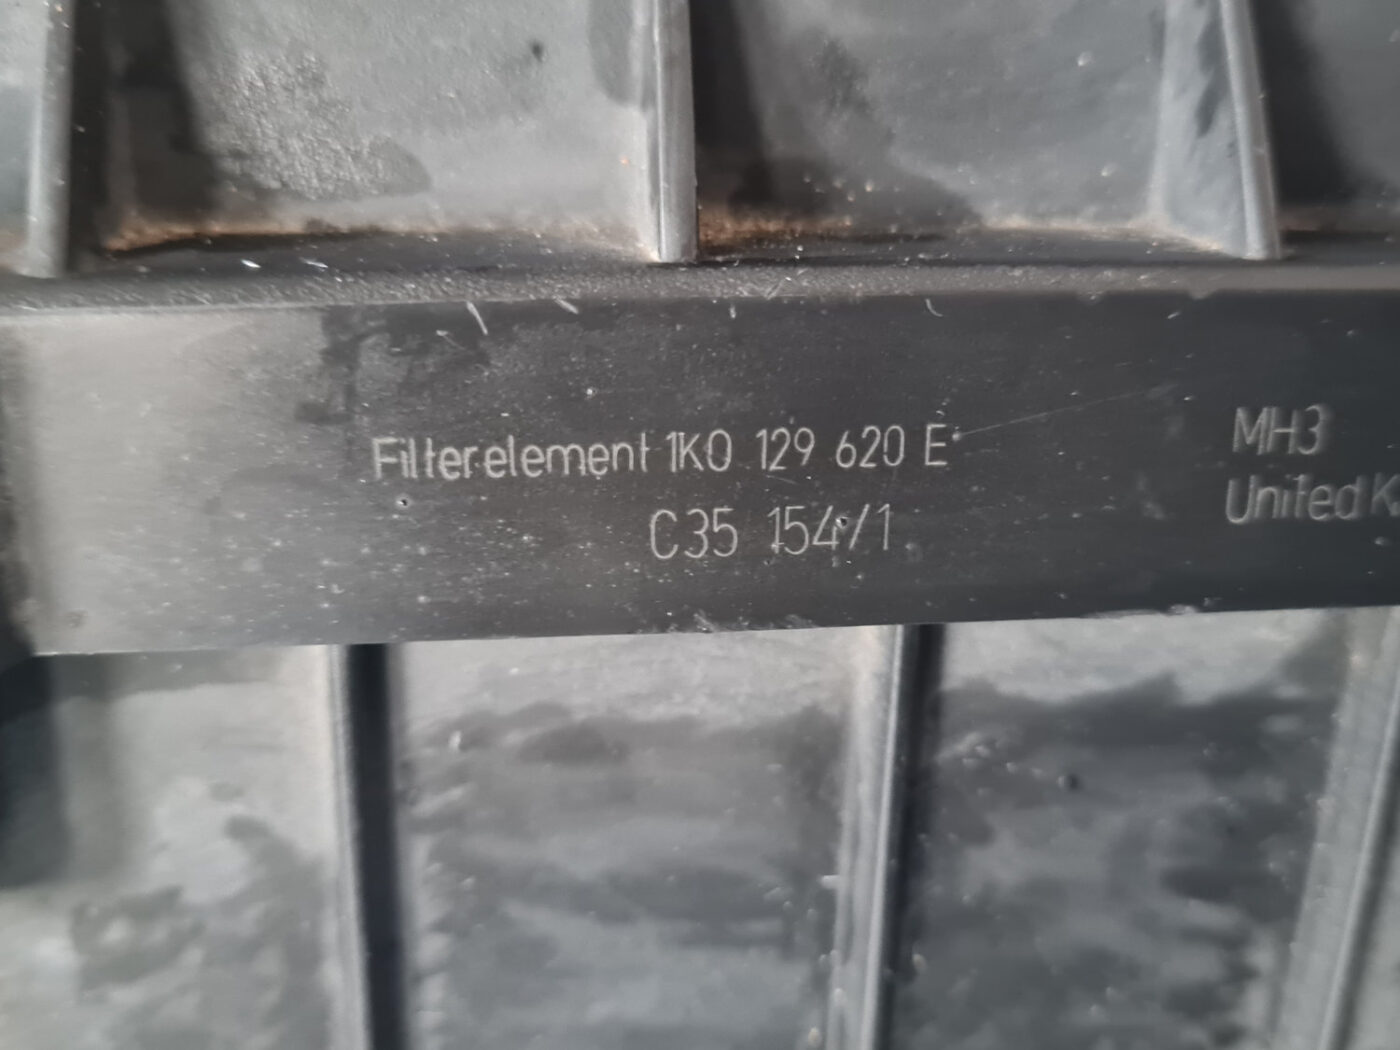 Filterelement 1K0 129 620 E
C35 154/1
MH3
United K